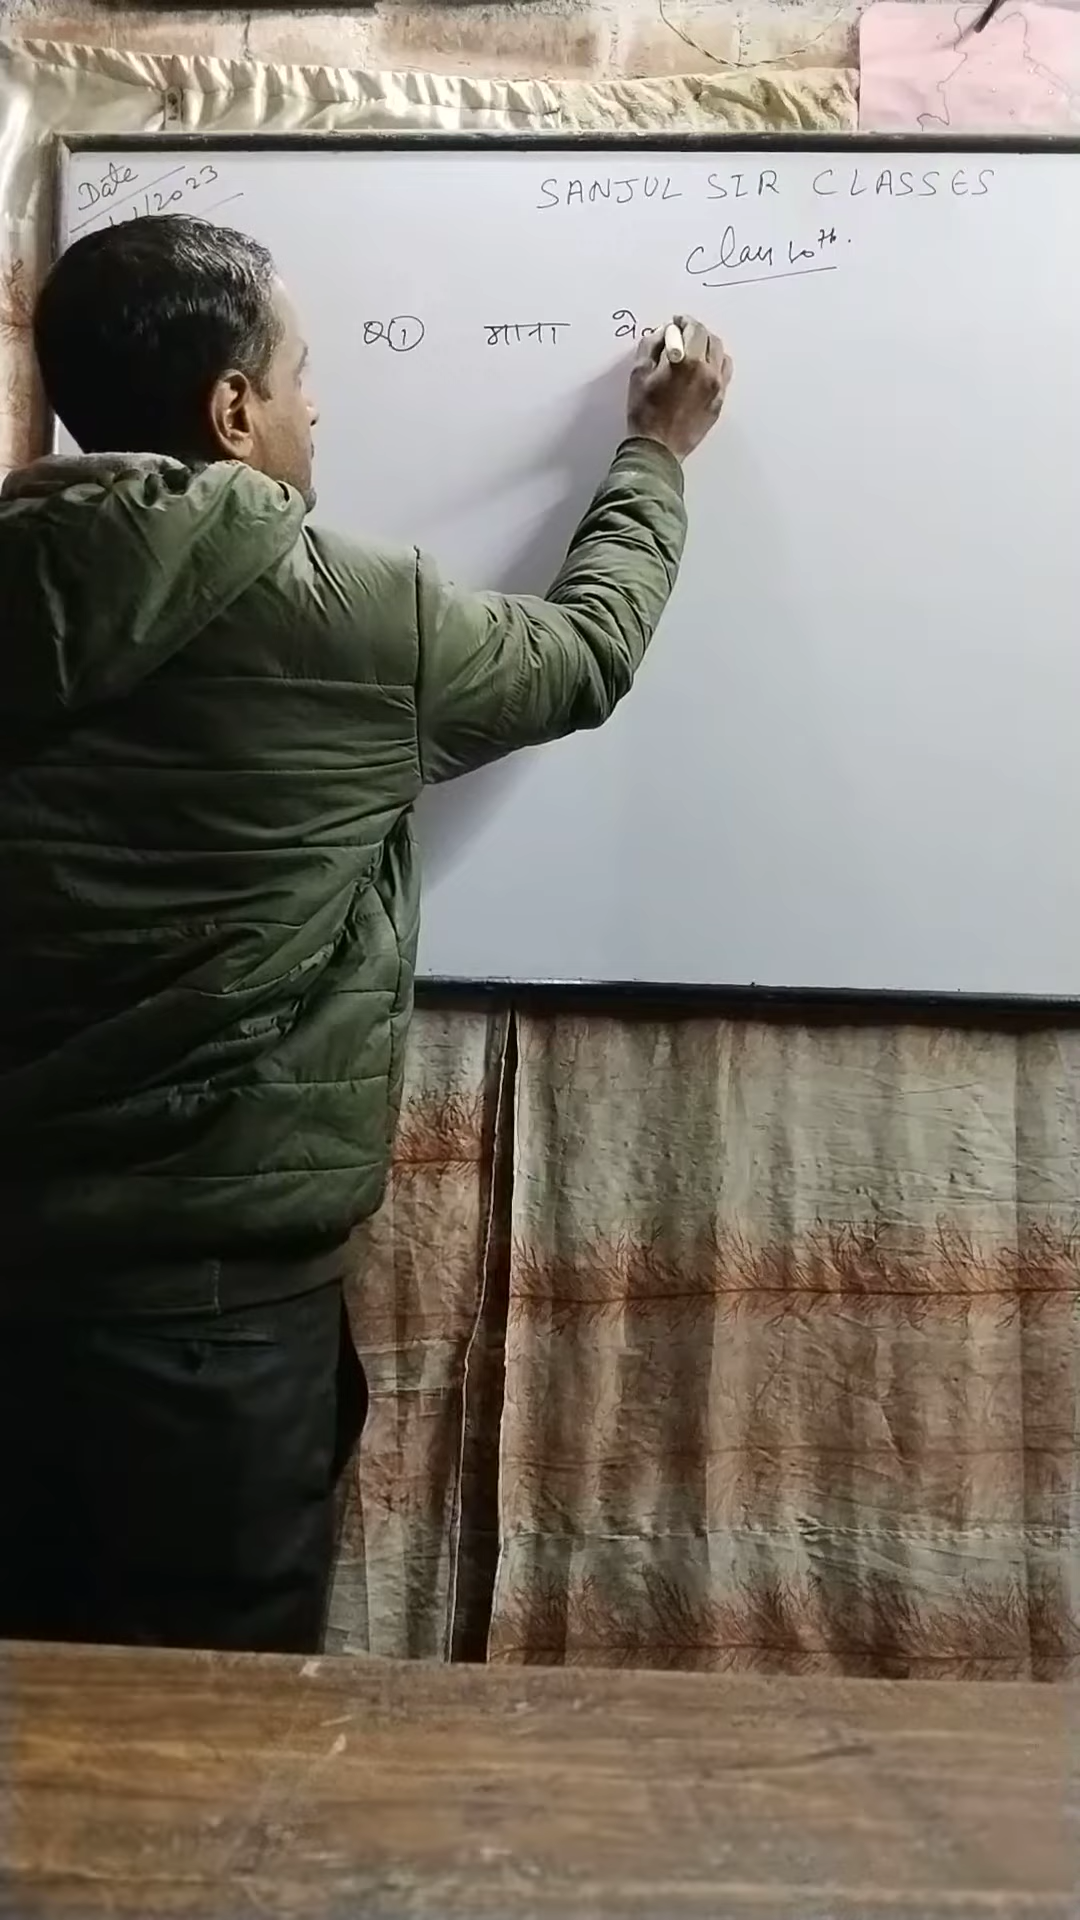 Date
SANJUL SIR CLASSES
/2023
Class 10th.
Q① माना